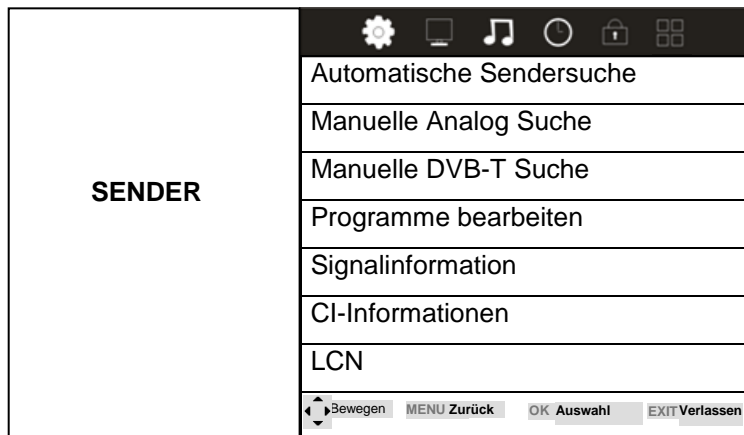 SENDER
Automatische Sendersuche
Manuelle Analog Suche
Manuelle DVB-T Suche
Programme bearbeiten
Signalinformation
CI-Informationen
LCN
Bewegen MENU Zurück OK Auswahl EXIT Verlassen